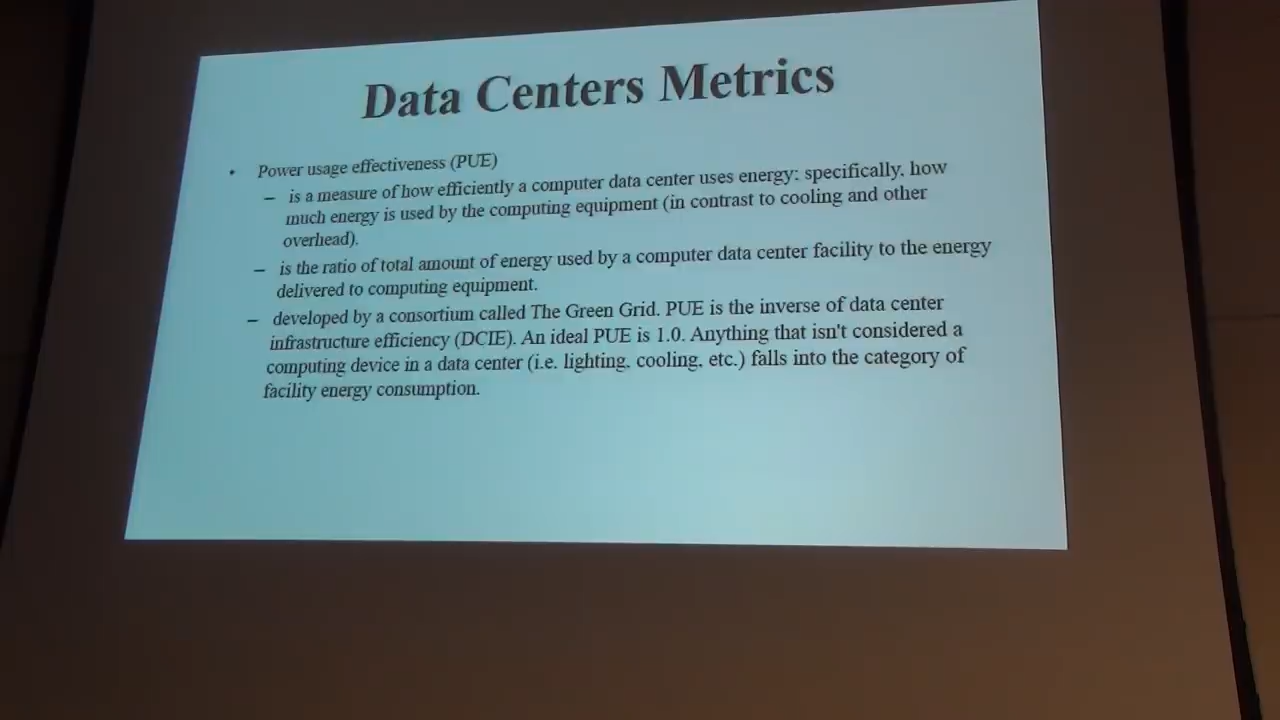 Data Centers Metrics
• Power usage effectiveness (PUE)
– is a measure of how efficiently a computer data center uses energy; specifically, how
much energy is used by the computing equipment (in contrast to cooling and other
overhead).
– is the ratio of total amount of energy used by a computer data center facility to the energy
delivered to computing equipment.
– developed by a consortium called The Green Grid. PUE is the inverse of data center
infrastructure efficiency (DCIE). An ideal PUE is 1.0. Anything that isn't considered a
computing device in a data center (i.e. lighting, cooling, etc.) falls into the category of
facility energy consumption.